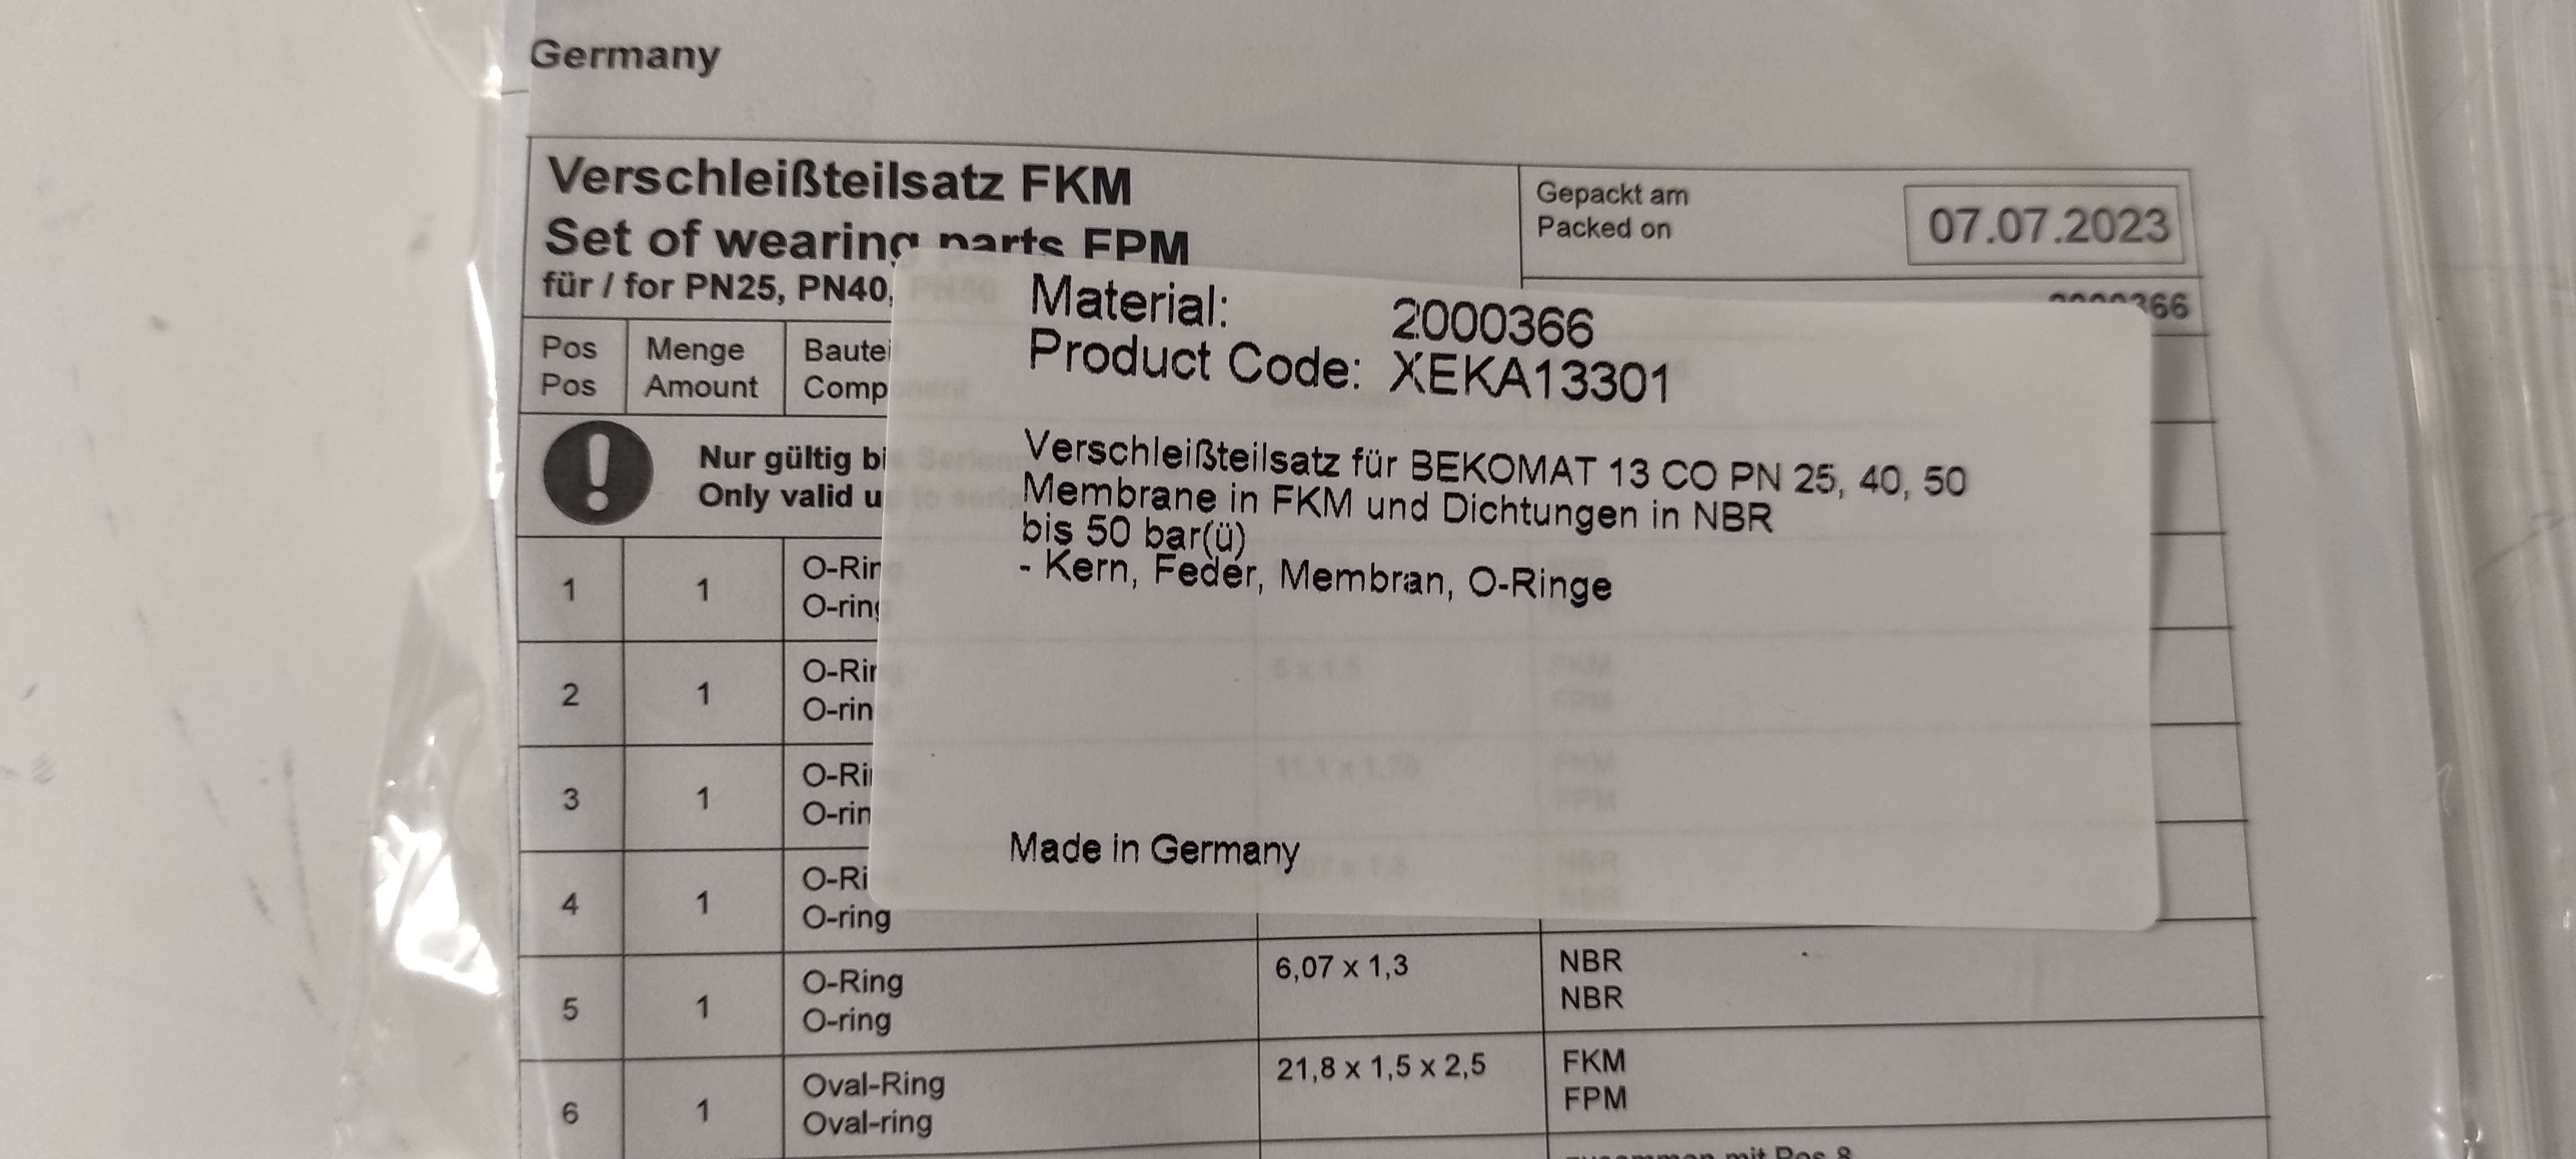 Germany
Verschleißteilsatz FKM
Set of wearing parts FPM
für / for PN25, PN40,
Gepackt am
Packed on
07.07.2023
Material: 2000366
Product Code: XEKA13301
Verschleißteilsatz für BEKOMAT 13 CO PN 25, 40, 50
Membrane in FKM und Dichtungen in NBR
bis 50 bar(ü)
- Kern, Feder, Membran, O-Ringe
Made in Germany
Pos Menge
Pos Amount
Nur gültig
Only valid
1 1
2 1
3 1
4 1 O-ring
5 1 O-Ring 6,07 x 1,3 NBR
O-ring NBR
6 1 Oval-Ring 21,8 x 1,5 x 2,5 FKM
Oval-ring FPM
zusammen mit Pos 8